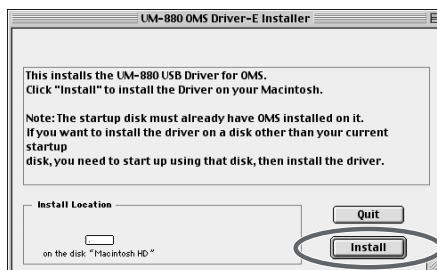 UM-880 OMS Driver-E Installer
This installs the UM-880 USB Driver for OMS.
Click "Install" to install the Driver on your Macintosh.
Note: The startup disk must already have OMS installed on it.
If you want to install the driver on a disk other than your current
startup
disk, you need to start up using that disk, then install the driver.
Install Location
on the disk "Macintosh HD"
Quit
Install